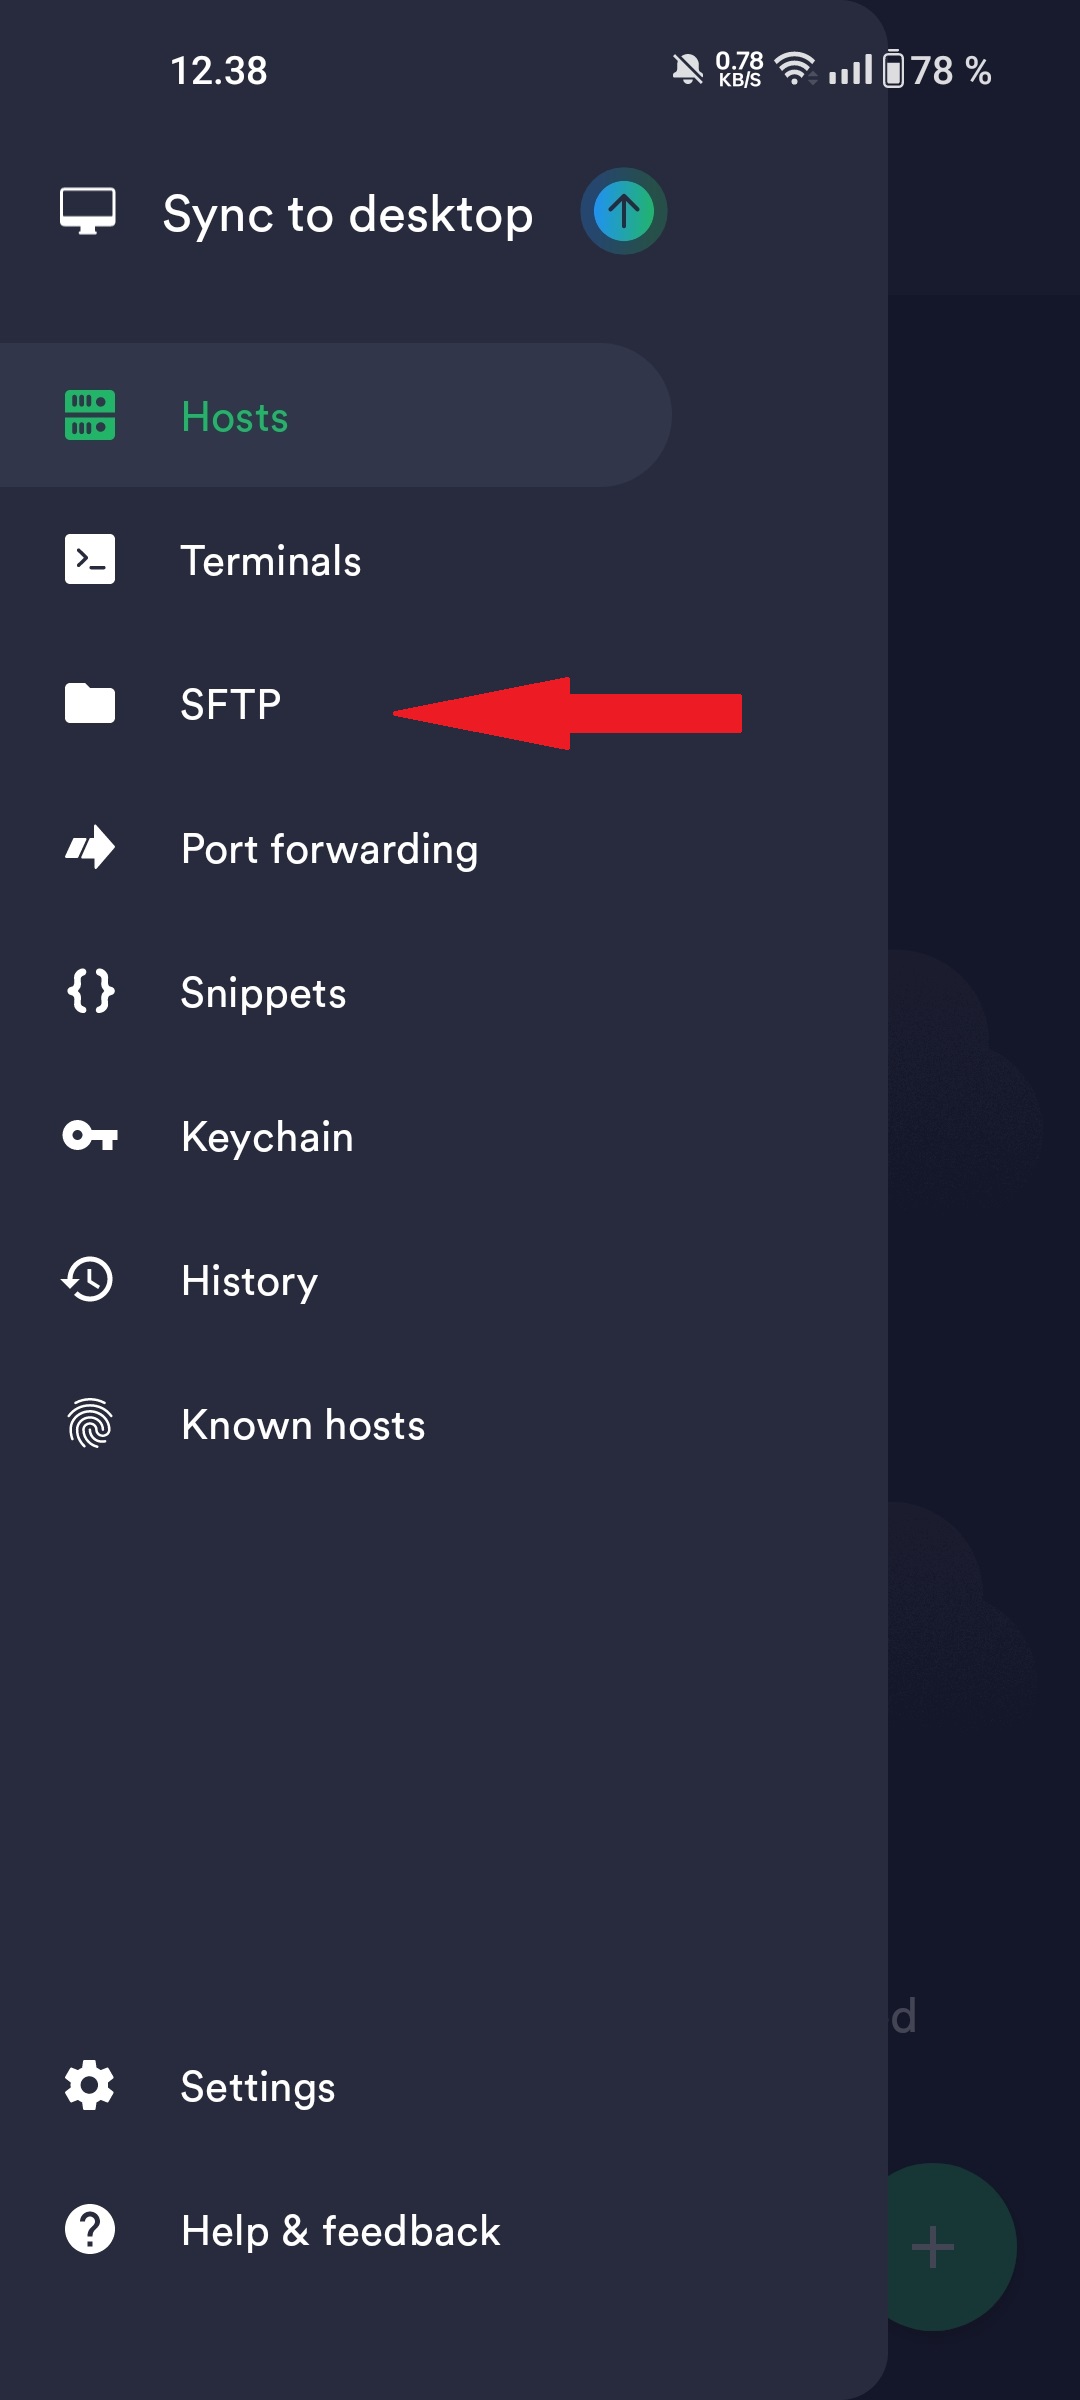 12.38
0.78
KB/S
78 %
Sync to desktop
Hosts
Terminals
SFTP
Port forwarding
Snippets
Keychain
History
Known hosts
d
Settings
Help & feedback